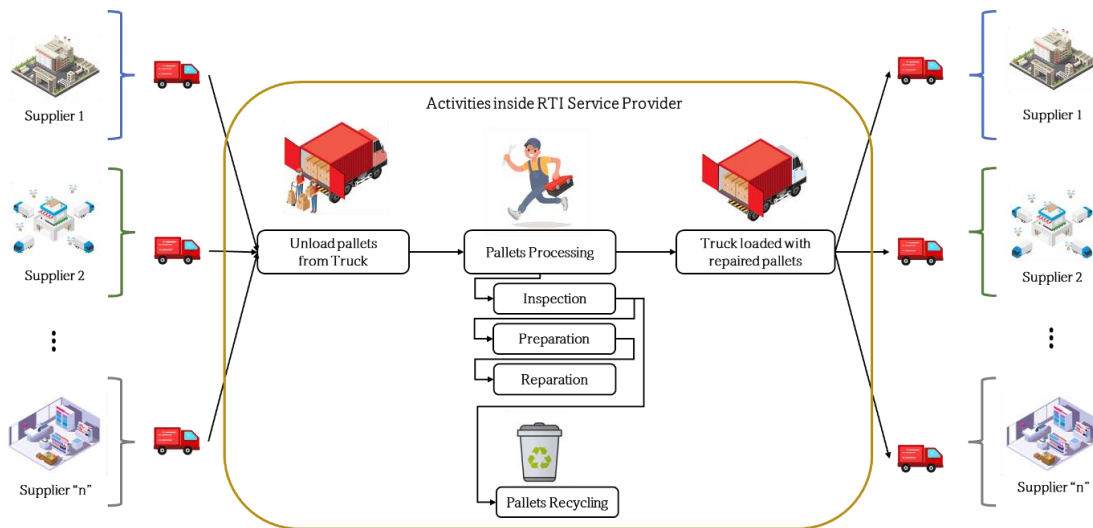 Activities inside RTI Service Provider
Supplier 1
Supplier 1
Unload pallets
from Truck
Pallets Processing
Truck loaded with
repaired pallets
Supplier 2
Supplier 2
Inspection
Preparation
Reparation
Supplier “n”
Supplier “n”
Pallets Recycling